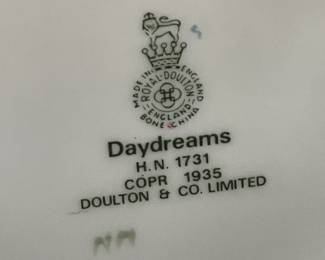 MADE IN ENGLAND
ROYAL DOULTON
ENGLAND
BONE CHINA
Daydreams
H.N. 1731
COPR 1935
DOULTON & CO. LIMITED